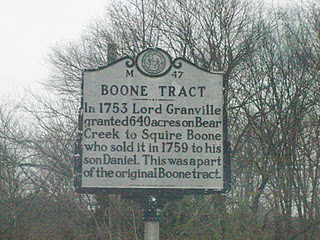 M 47
BOONE TRACT
In 1753 Lord Granville
granted 640 acres on Bear
Creek to Squire Boone
who sold it in 1759 to his
son Daniel. This was a part
of the original Boone tract.